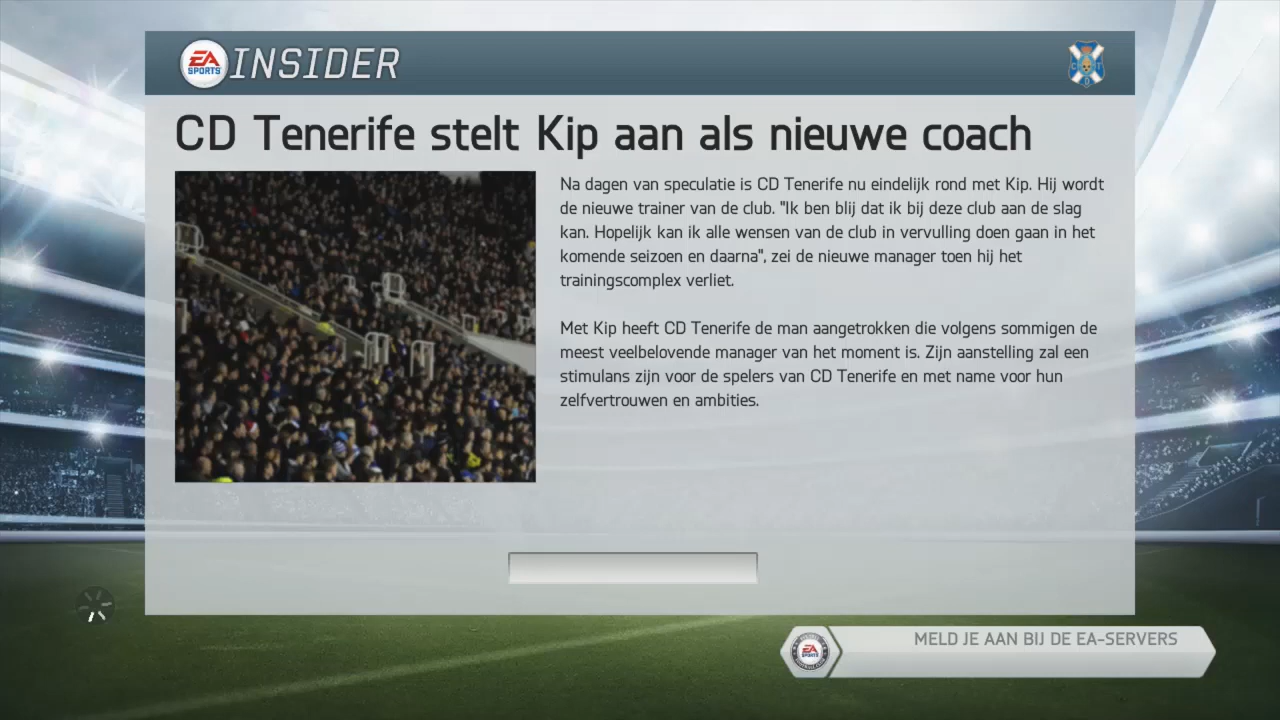 EA SPORTS INSIDER
CD Tenerife stelt Kip aan als nieuwe coach
Na dagen van speculatie is CD Tenerife nu eindelijk rond met Kip. Hij wordt
de nieuwe trainer van de club. "Ik ben blij dat ik bij deze club aan de slag
kan. Hopelijk kan ik alle wensen van de club in vervulling doen gaan in het
komende seizoen en daarna", zei de nieuwe manager toen hij het
trainingscomplex verliet.
Met Kip heeft CD Tenerife de man aangetrokken die volgens sommigen de
meest veelbelovende manager van het moment is. Zijn aanstelling zal een
stimulans zijn voor de spelers van CD Tenerife en met name voor hun
zelfvertrouwen en ambities.
EA SPORTS
MELD JE AAN BIJ DE EA-SERVERS